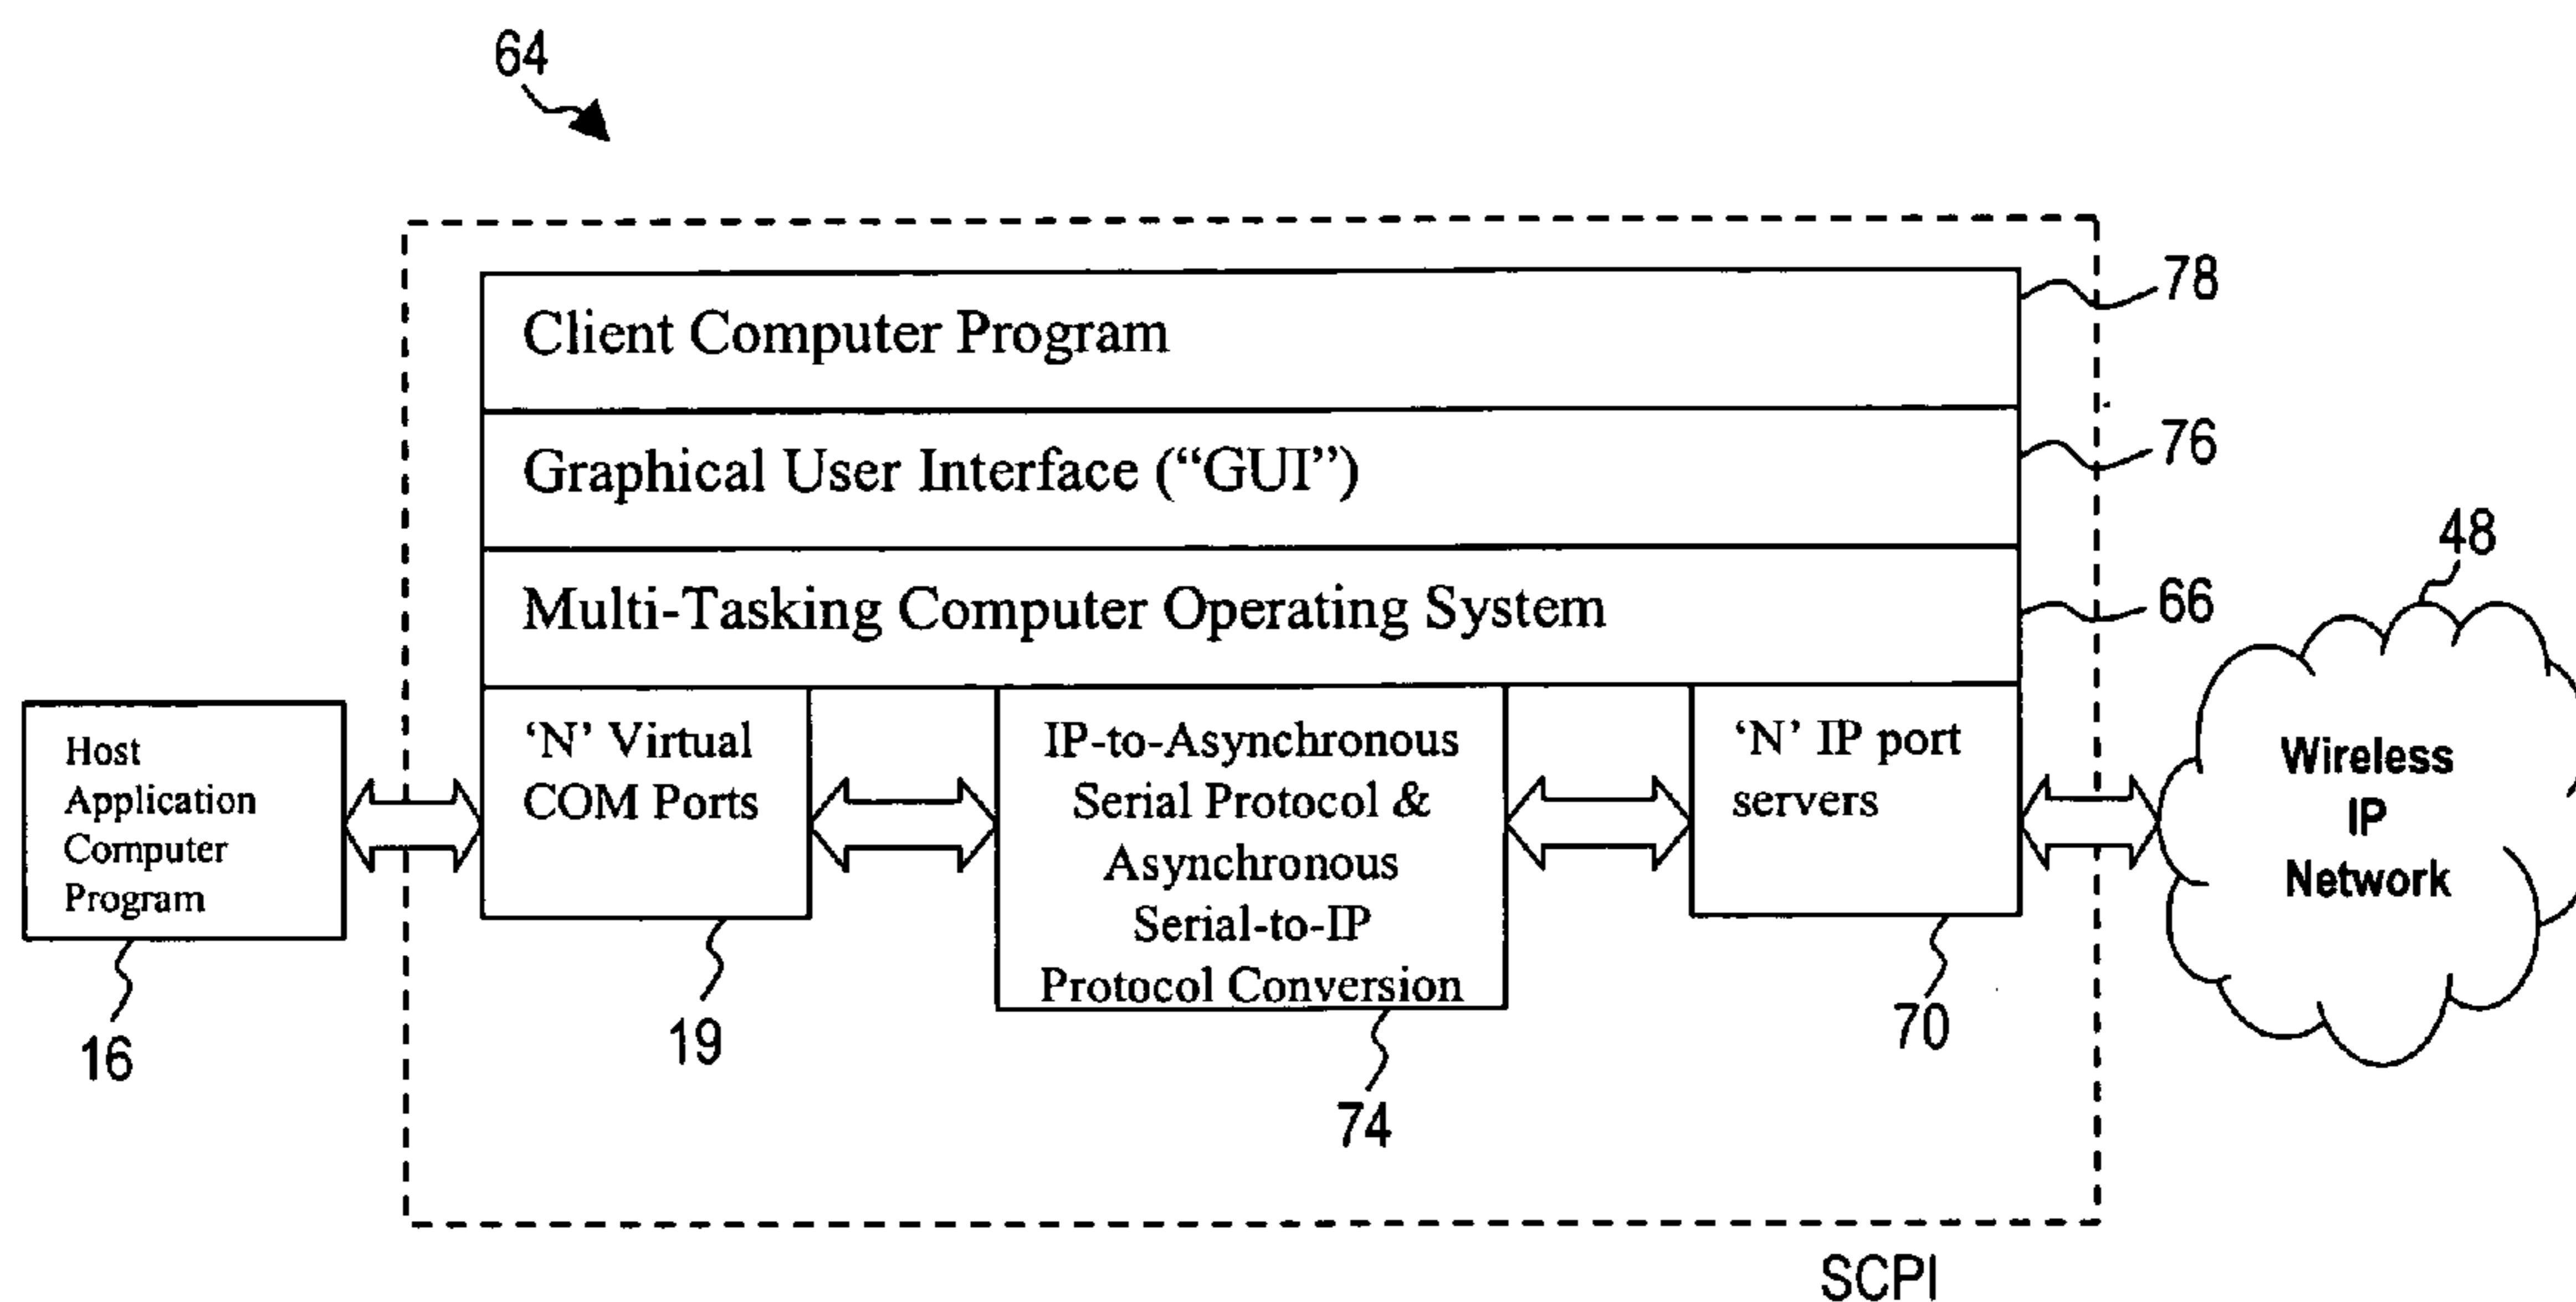 64
Client Computer Program
78
Graphical User Interface (“GUI”)
76
Multi-Tasking Computer Operating System
66
48
Host
Application
Computer
Program
16
‘N’ Virtual
COM Ports
19
IP-to-Asynchronous
Serial Protocol &
Asynchronous
Serial-to-IP
Protocol Conversion
74
‘N’ IP port
servers
70
Wireless
IP
Network
SCPI